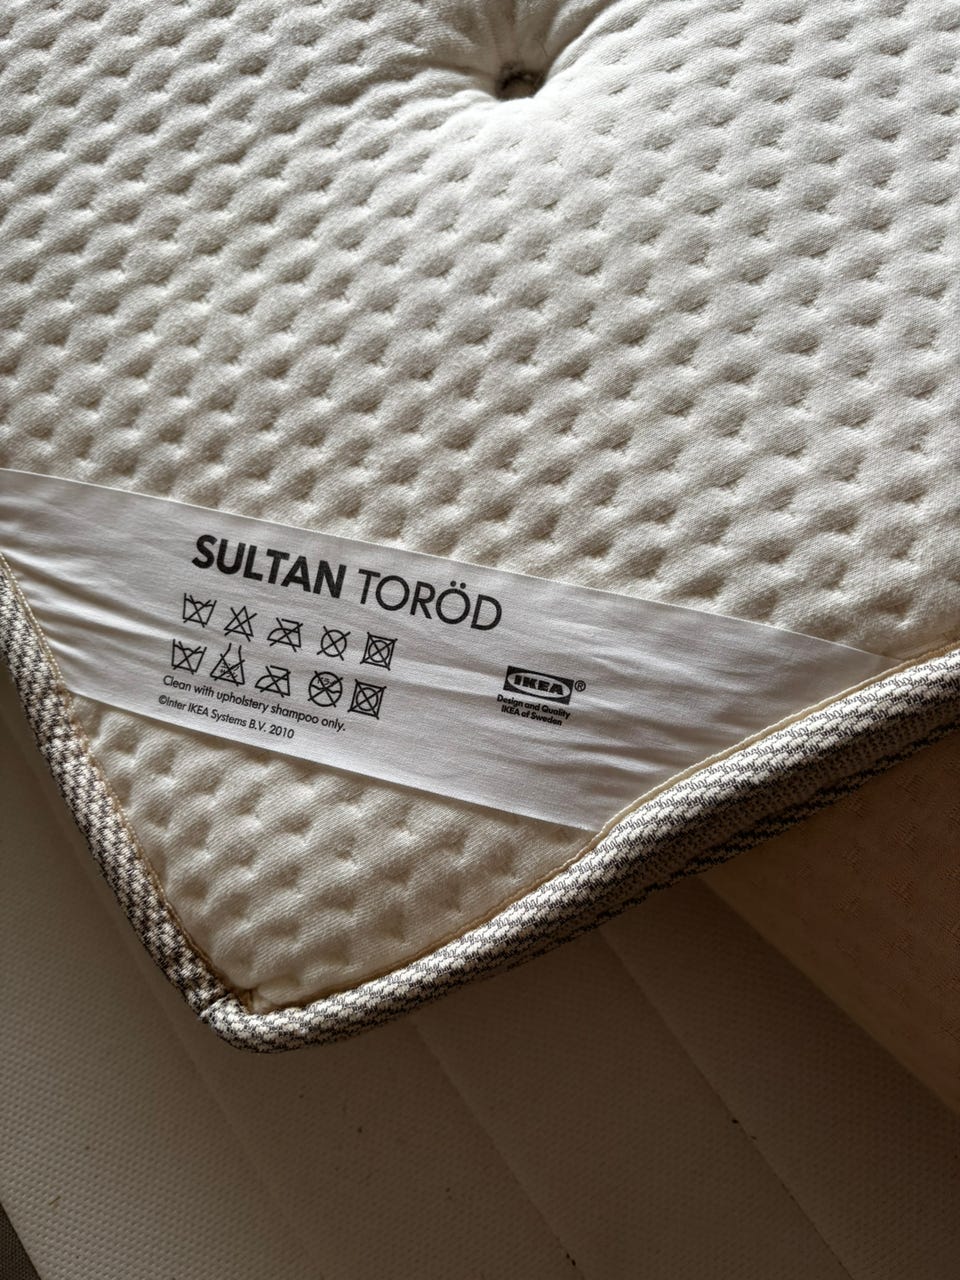 SULTAN TORÖD
Clean with upholstery shampoo only.
©Inter IKEA Systems B.V. 2010
IKEA®
Design and Quality
IKEA of Sweden